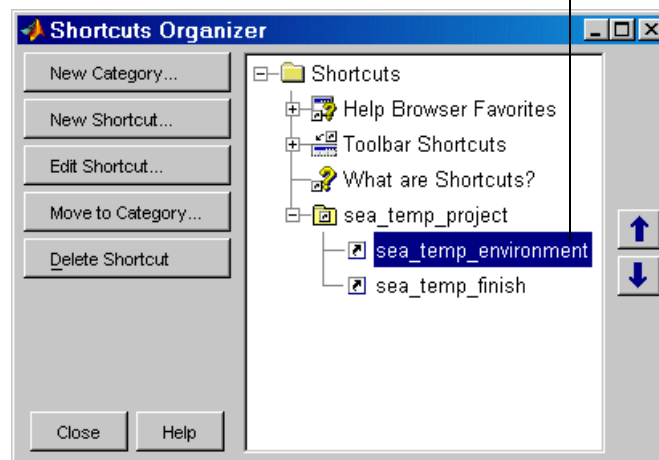 Shortcuts Organizer
New Category...
New Shortcut...
Edit Shortcut...
Move to Category...
Delete Shortcut
Close
Help
Shortcuts
Help Browser Favorites
Toolbar Shortcuts
What are Shortcuts?
sea_temp_project
sea_temp_environment
sea_temp_finish